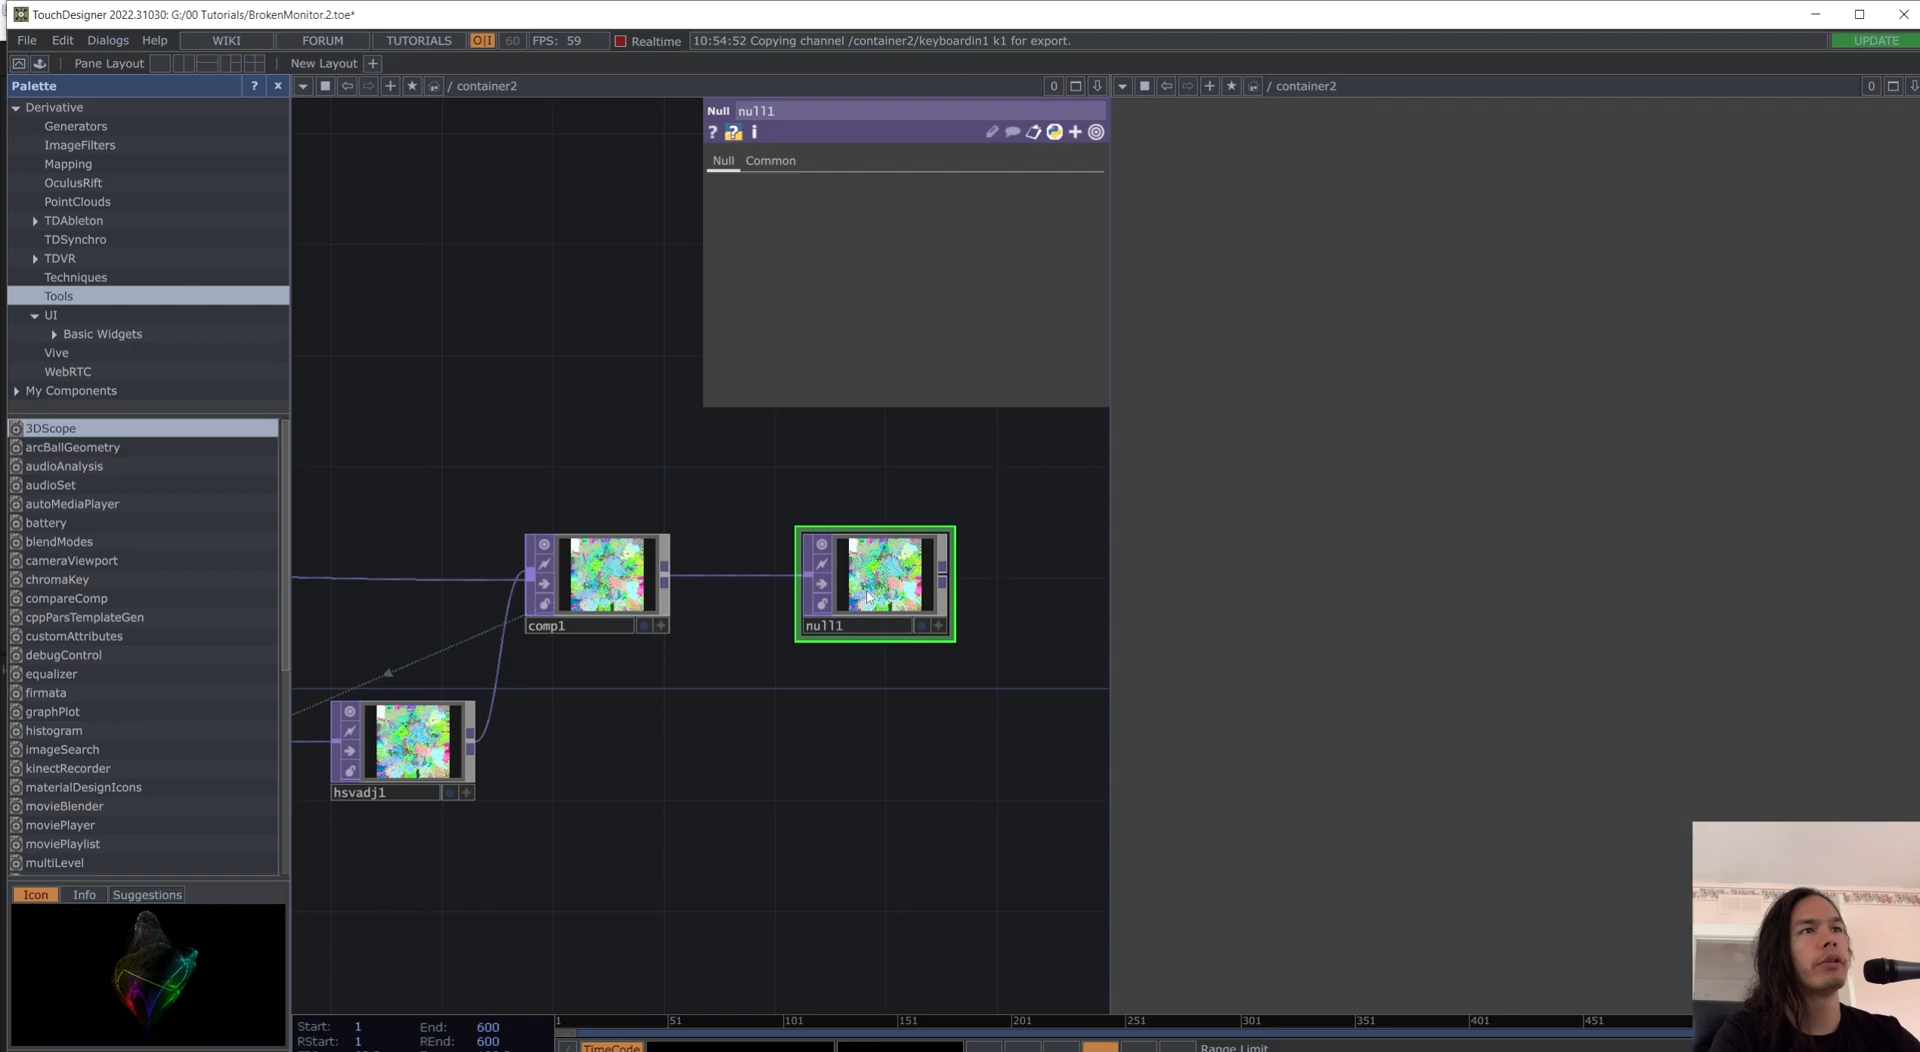 TouchDesigner 2022.31030: G:/00 Tutorials/BrokenMonitor.2.toe*
File Edit Dialogs Help WIKI FORUM TUTORIALS O|I 60 FPS: 59 Realtime 10:54:52 Copying channel /container2/keyboardin1 k1 for export. UPDATE
Pane Layout New Layout +
Palette ? x
/ container2 0
/ container2 0
Derivative
Generators
ImageFilters
Mapping
OculusRift
PointClouds
TDAbleton
TDSynchro
TDVR
Techniques
Tools
UI
Basic Widgets
Vive
WebRTC
My Components
3DScope
arcBallGeometry
audioAnalysis
audioSet
autoMediaPlayer
battery
blendModes
cameraViewport
chromaKey
compareComp
cppParsTemplateGen
customAttributes
debugControl
equalizer
firmata
graphPlot
histogram
imageSearch
kinectRecorder
materialDesignIcons
movieBlender
moviePlayer
moviePlaylist
multiLevel
Icon Info Suggestions
Null null1
? ? i
Null Common
comp1
null1
hsvadj1
Start: 1 End: 600
RStart: 1 REnd: 600
1 51 101 151 201 251 301 351 401 451
TimeCode Range Limit